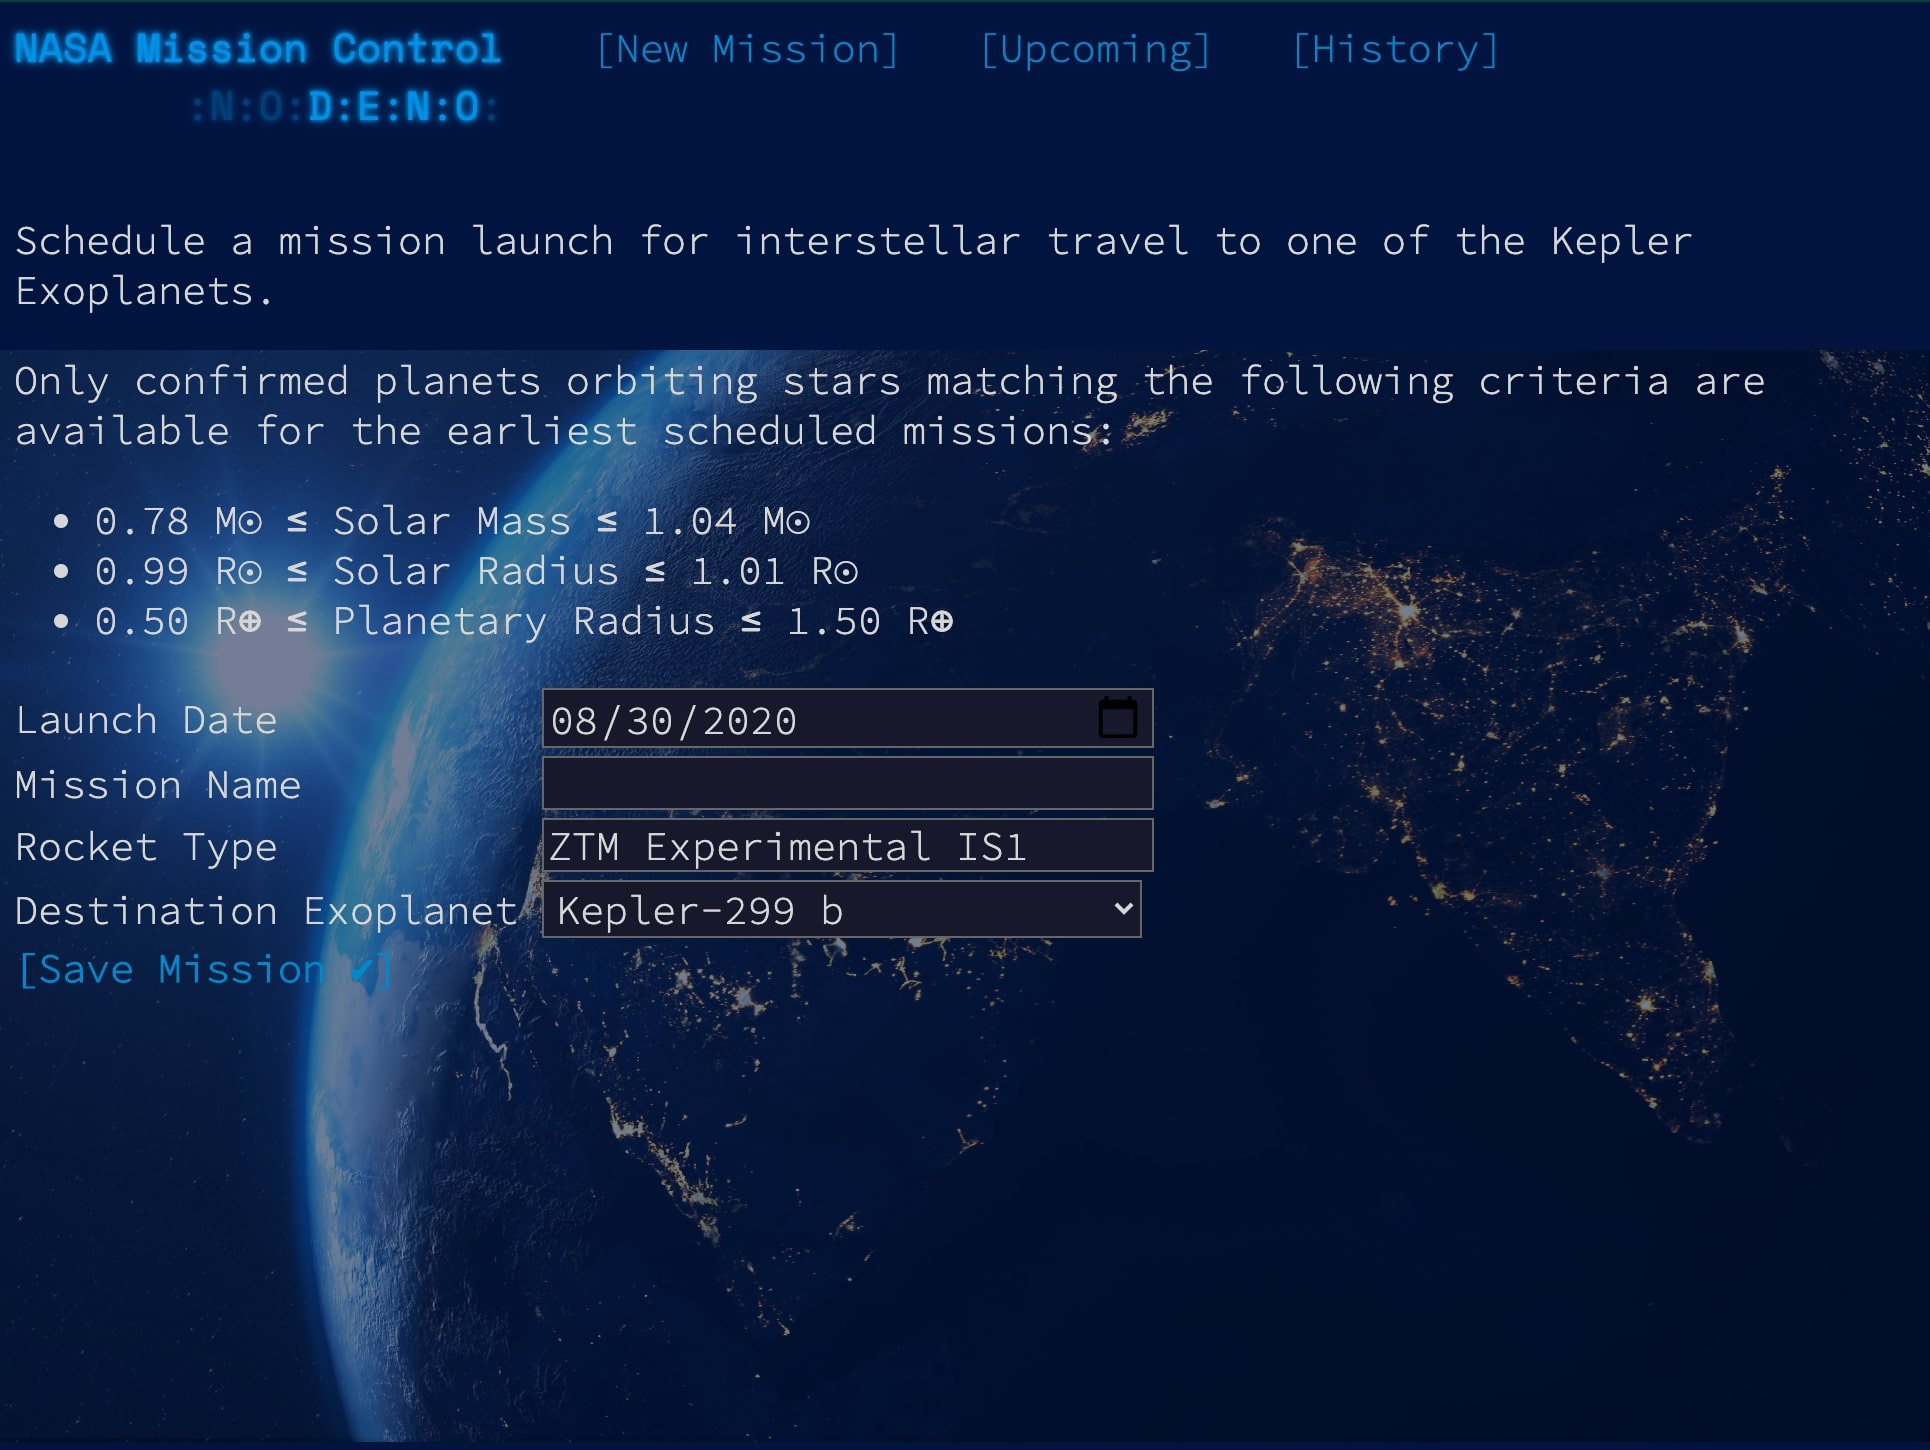 NASA Mission Control [New Mission] [Upcoming] [History]
:N:O:D:E:N:O:
Schedule a mission launch for interstellar travel to one of the Kepler
Exoplanets.
Only confirmed planets orbiting stars matching the following criteria are
available for the earliest scheduled missions:
• 0.78 M☉ ≤ Solar Mass ≤ 1.04 M☉
• 0.99 R☉ ≤ Solar Radius ≤ 1.01 R☉
• 0.50 R⊕ ≤ Planetary Radius ≤ 1.50 R⊕
Launch Date 08/30/2020
Mission Name
Rocket Type ZTM Experimental IS1
Destination Exoplanet Kepler-299 b
[Save Mission ✔]